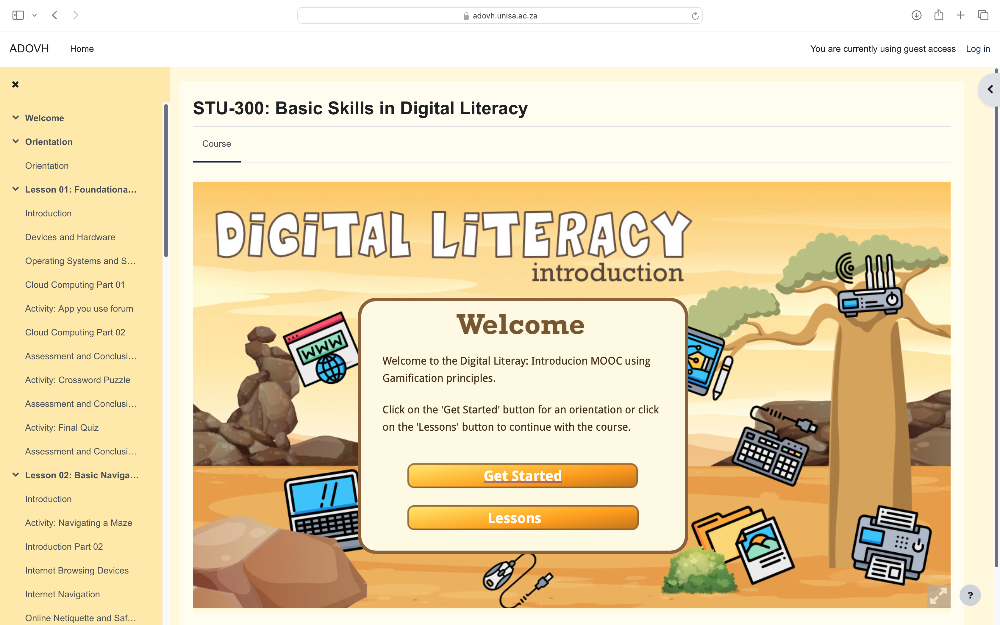 adovh.unisa.ac.za
ADOVH
Home
You are currently using guest access
Log in
Welcome
Orientation
Orientation
Lesson 01: Foundationa...
Introduction
Devices and Hardware
Operating Systems and S...
Cloud Computing Part 01
Activity: App you use forum
Cloud Computing Part 02
Assessment and Conclusi...
Activity: Crossword Puzzle
Assessment and Conclusi...
Activity: Final Quiz
Assessment and Conclusi...
Lesson 02: Basic Naviga...
Introduction
Activity: Navigating a Maze
Introduction Part 02
Internet Browsing Devices
Internet Navigation
Online Netiquette and Saf...
STU-300: Basic Skills in Digital Literacy
Course
DiGiTAL LiTERACY
introduction
WWW
Welcome
Welcome to the Digital Literay: Introducion MOOC using
Gamification principles.
Click on the 'Get Started' button for an orientation or click
on the 'Lessons' button to continue with the course.
Get Started
Lessons
?